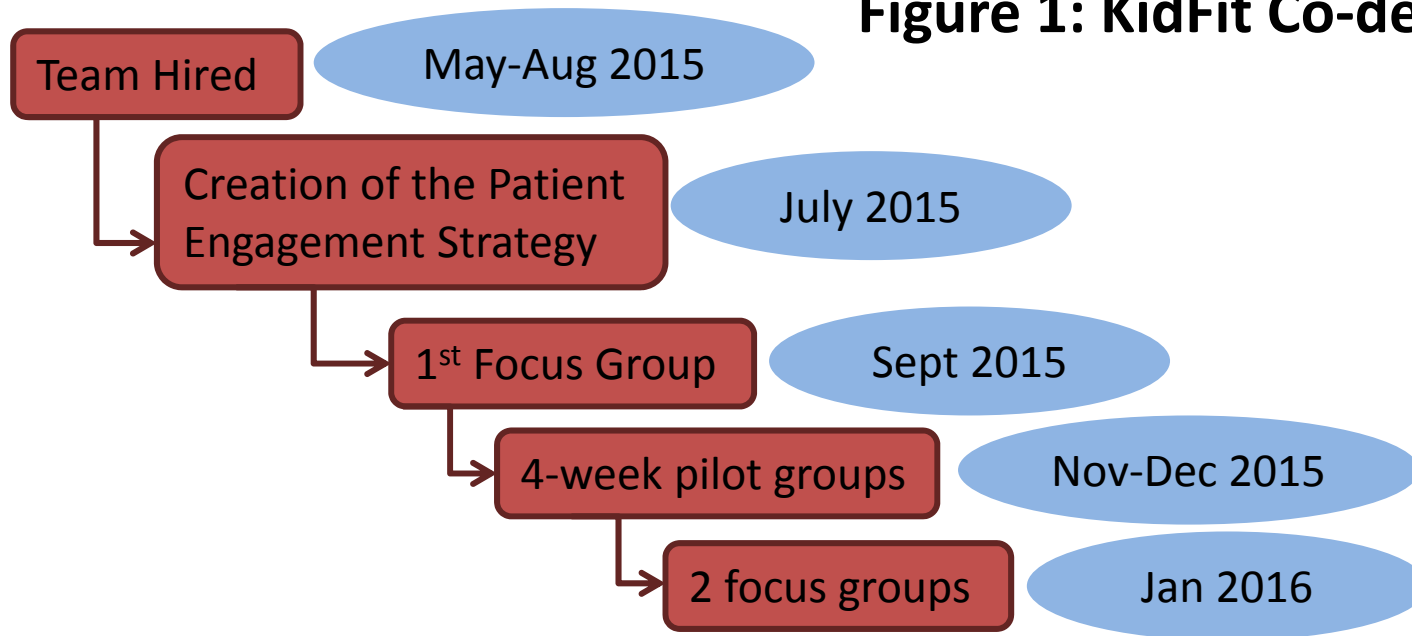 Figure 1: KidFit Co-de
Team Hired
May-Aug 2015
Creation of the Patient
Engagement Strategy
July 2015
1st Focus Group
Sept 2015
4-week pilot groups
Nov-Dec 2015
2 focus groups
Jan 2016